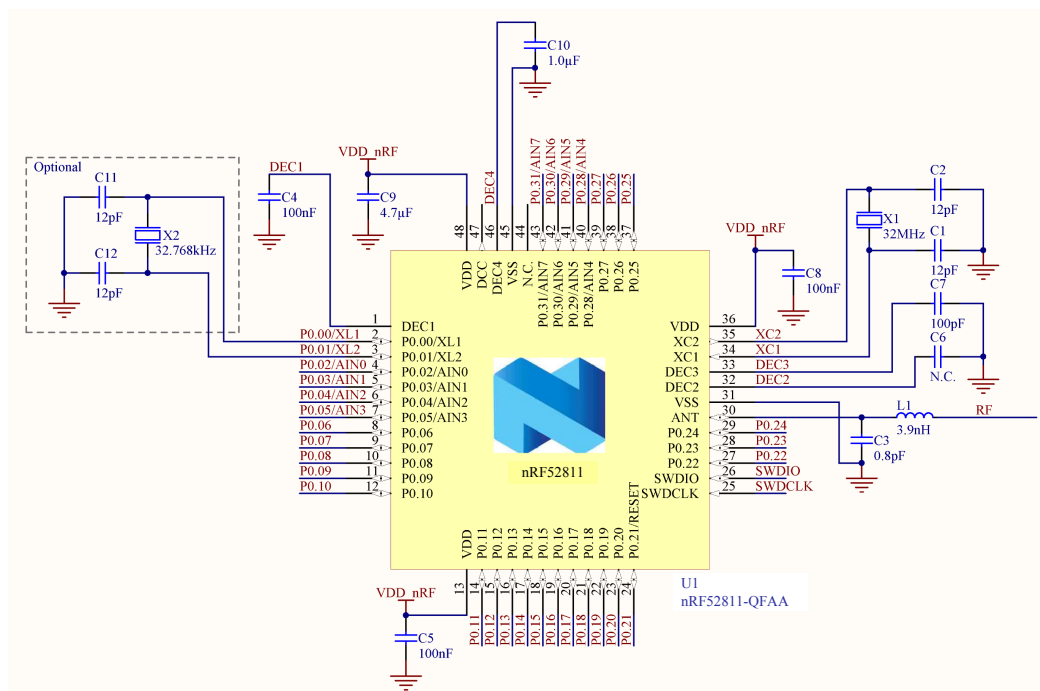 C10
1.0µF
Optional
C11
12pF
X2
32.768kHz
C12
12pF
DEC1
C4
100nF
VDD_nRF
C9
4.7µF
DEC4
P0.31/AIN7
P0.30/AIN6
P0.29/AIN5
P0.28/AIN4
P0.27
P0.26
P0.25
48
47
46
45
44
43
42
41
40
39
38
37
VDD
DCC
DEC4
VSS
N.C.
P0.31/AIN7
P0.30/AIN6
P0.29/AIN5
P0.28/AIN4
P0.27
P0.26
P0.25
C2
12pF
X1
32MHz
C1
12pF
VDD_nRF
C8
100nF
C7
100pF
C6
N.C.
1 DEC1
P0.00/XL1 2 P0.00/XL1
P0.01/XL2 3 P0.01/XL2
P0.02/AIN0 4 P0.02/AIN0
P0.03/AIN1 5 P0.03/AIN1
P0.04/AIN2 6 P0.04/AIN2
P0.05/AIN3 7 P0.05/AIN3
P0.06 8 P0.06
P0.07 9 P0.07
P0.08 10 P0.08
P0.09 11 P0.09
P0.10 12 P0.10
nRF52811
VDD 36
XC2 35 XC2
XC1 34 XC1
DEC3 33 DEC3
DEC2 32 DEC2
VSS 31
ANT 30
P0.24 29 P0.24
P0.23 28 P0.23
P0.22 27 P0.22
SWDIO 26 SWDIO
SWDCLK 25 SWDCLK
L1
3.9nH
RF
C3
0.8pF
VDD
P0.11
P0.12
P0.13
P0.14
P0.15
P0.16
P0.17
P0.18
P0.19
P0.20
P0.21/RESET
13
14
15
16
17
18
19
20
21
22
23
24
P0.11
P0.12
P0.13
P0.14
P0.15
P0.16
P0.17
P0.18
P0.19
P0.20
P0.21
VDD_nRF
C5
100nF
U1
nRF52811-QFAA